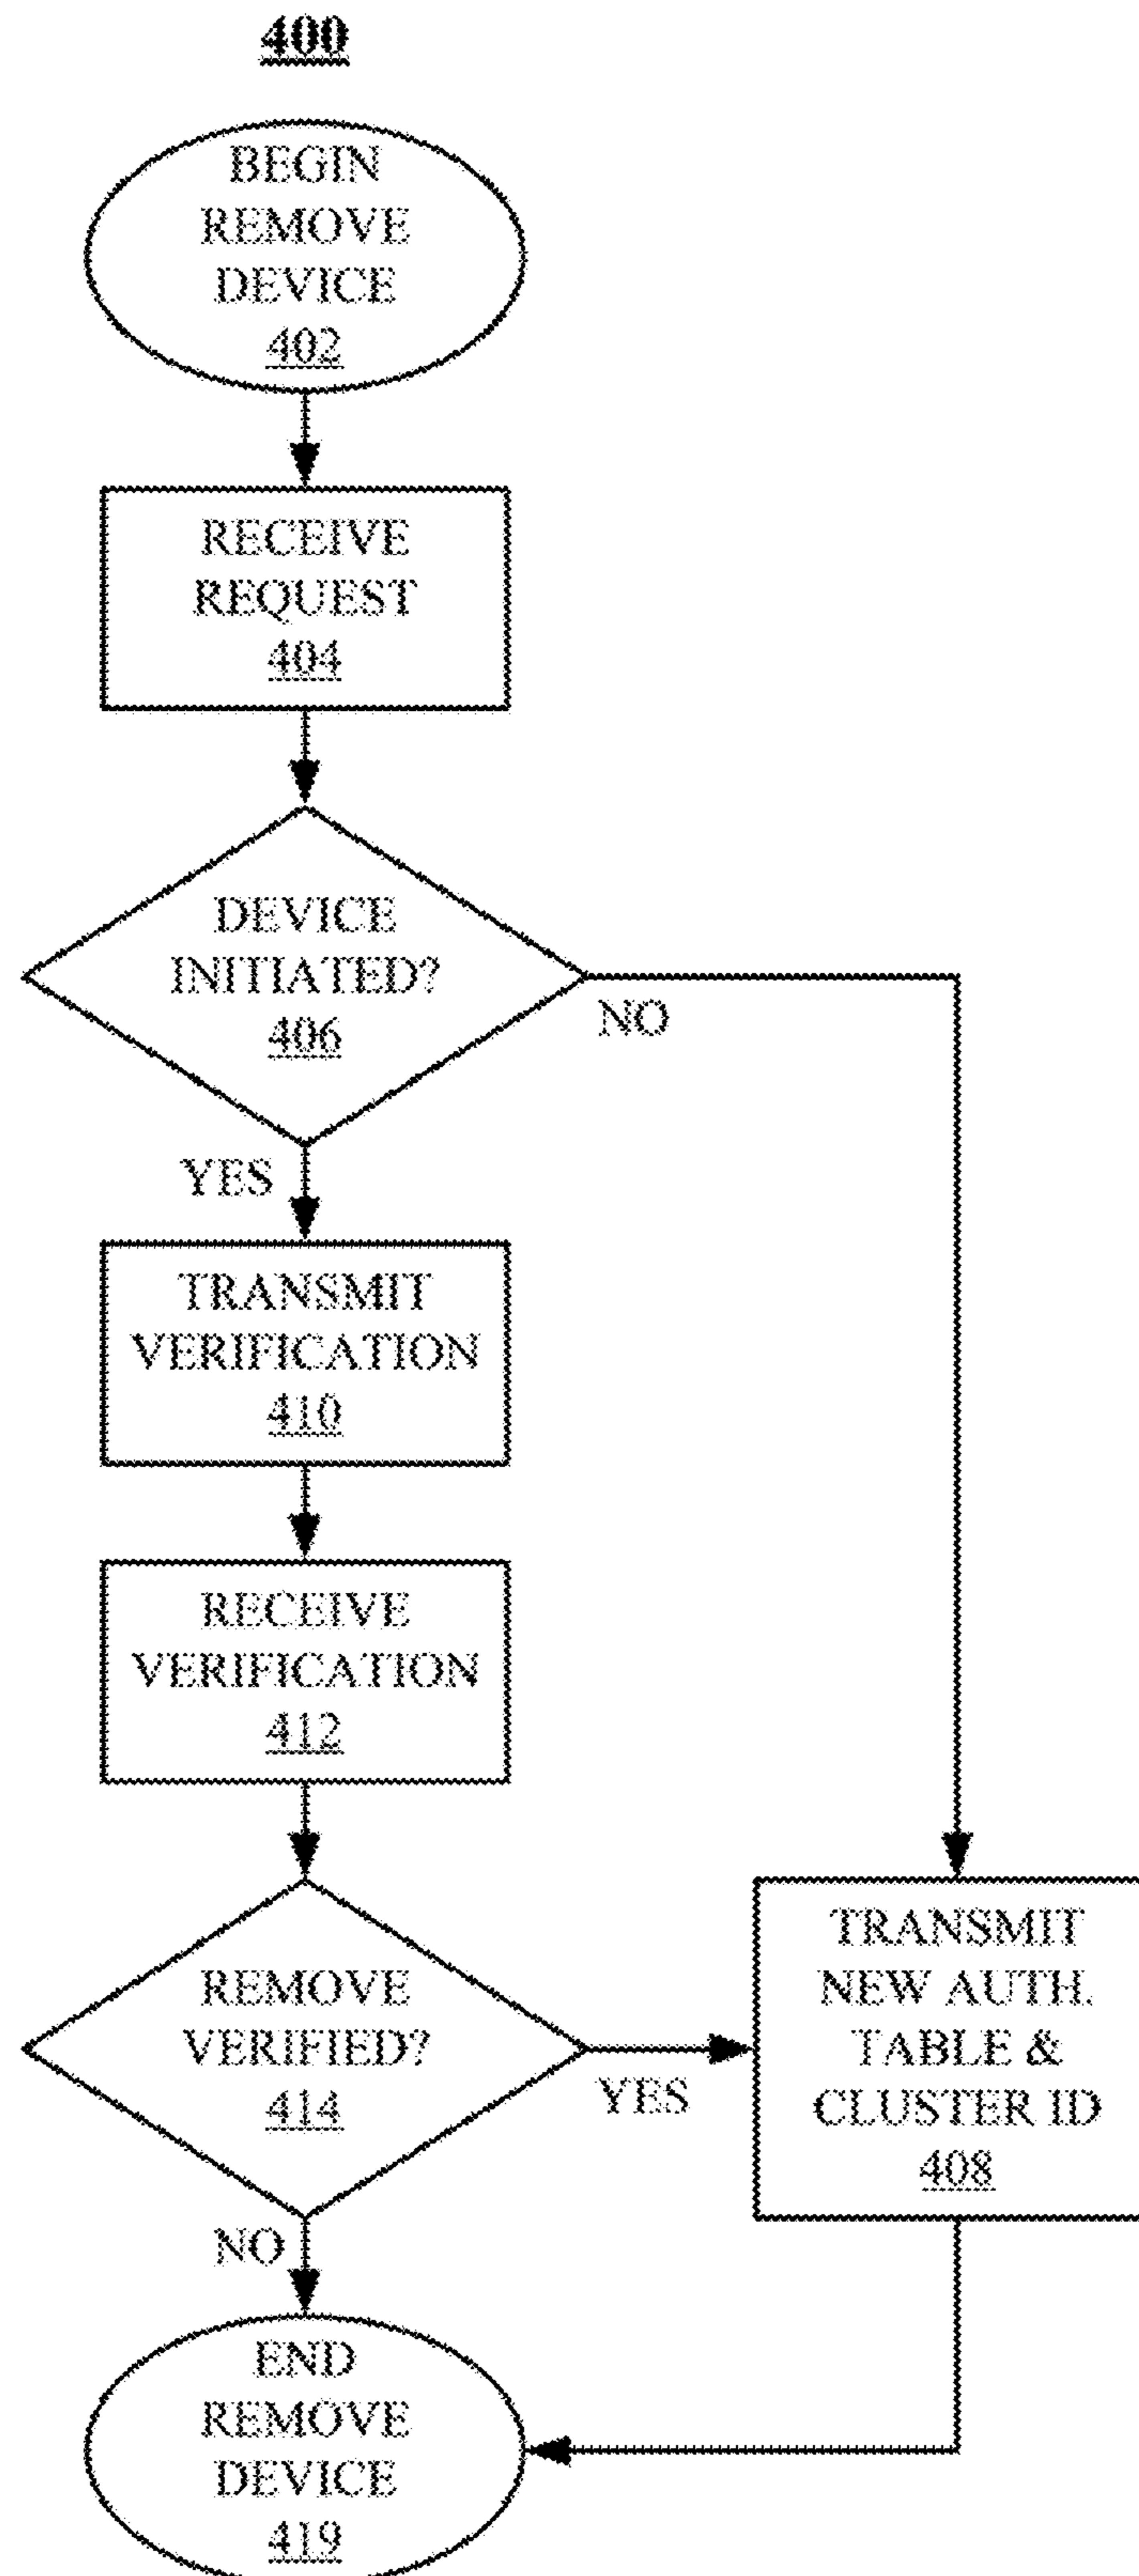 400
BEGIN
REMOVE
DEVICE
402
RECEIVE
REQUEST
404
DEVICE
INITIATED?
406
NO
YES
TRANSMIT
VERIFICATION
410
RECEIVE
VERIFICATION
412
REMOVE
VERIFIED?
414
YES
TRANSMIT
NEW AUTH.
TABLE &
CLUSTER ID
408
NO
END
REMOVE
DEVICE
419